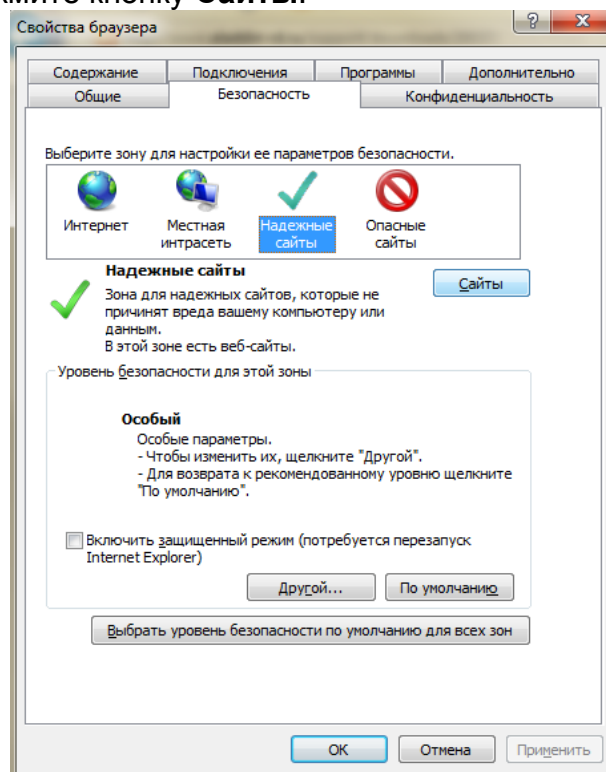 кнопку Сайты.
Свойства браузера
Содержание Подключения Программы Дополнительно
Общие Безопасность Конфиденциальность
Выберите зону для настройки ее параметров безопасности.
Интернет Местная интрасеть Надежные сайты Опасные сайты
Надежные сайты
Сайты
Зона для надежных сайтов, которые не
причинят вреда вашему компьютеру или
данным.
В этой зоне есть веб-сайты.
Уровень безопасности для этой зоны
Особый
Особые параметры.
- Чтобы изменить их, щелкните "Другой".
- Для возврата к рекомендованному уровню щелкните
"По умолчанию".
Включить защищенный режим (потребуется перезапуск
Internet Explorer)
Другой... По умолчанию
Выбрать уровень безопасности по умолчанию для всех зон
ОК Отмена Применить